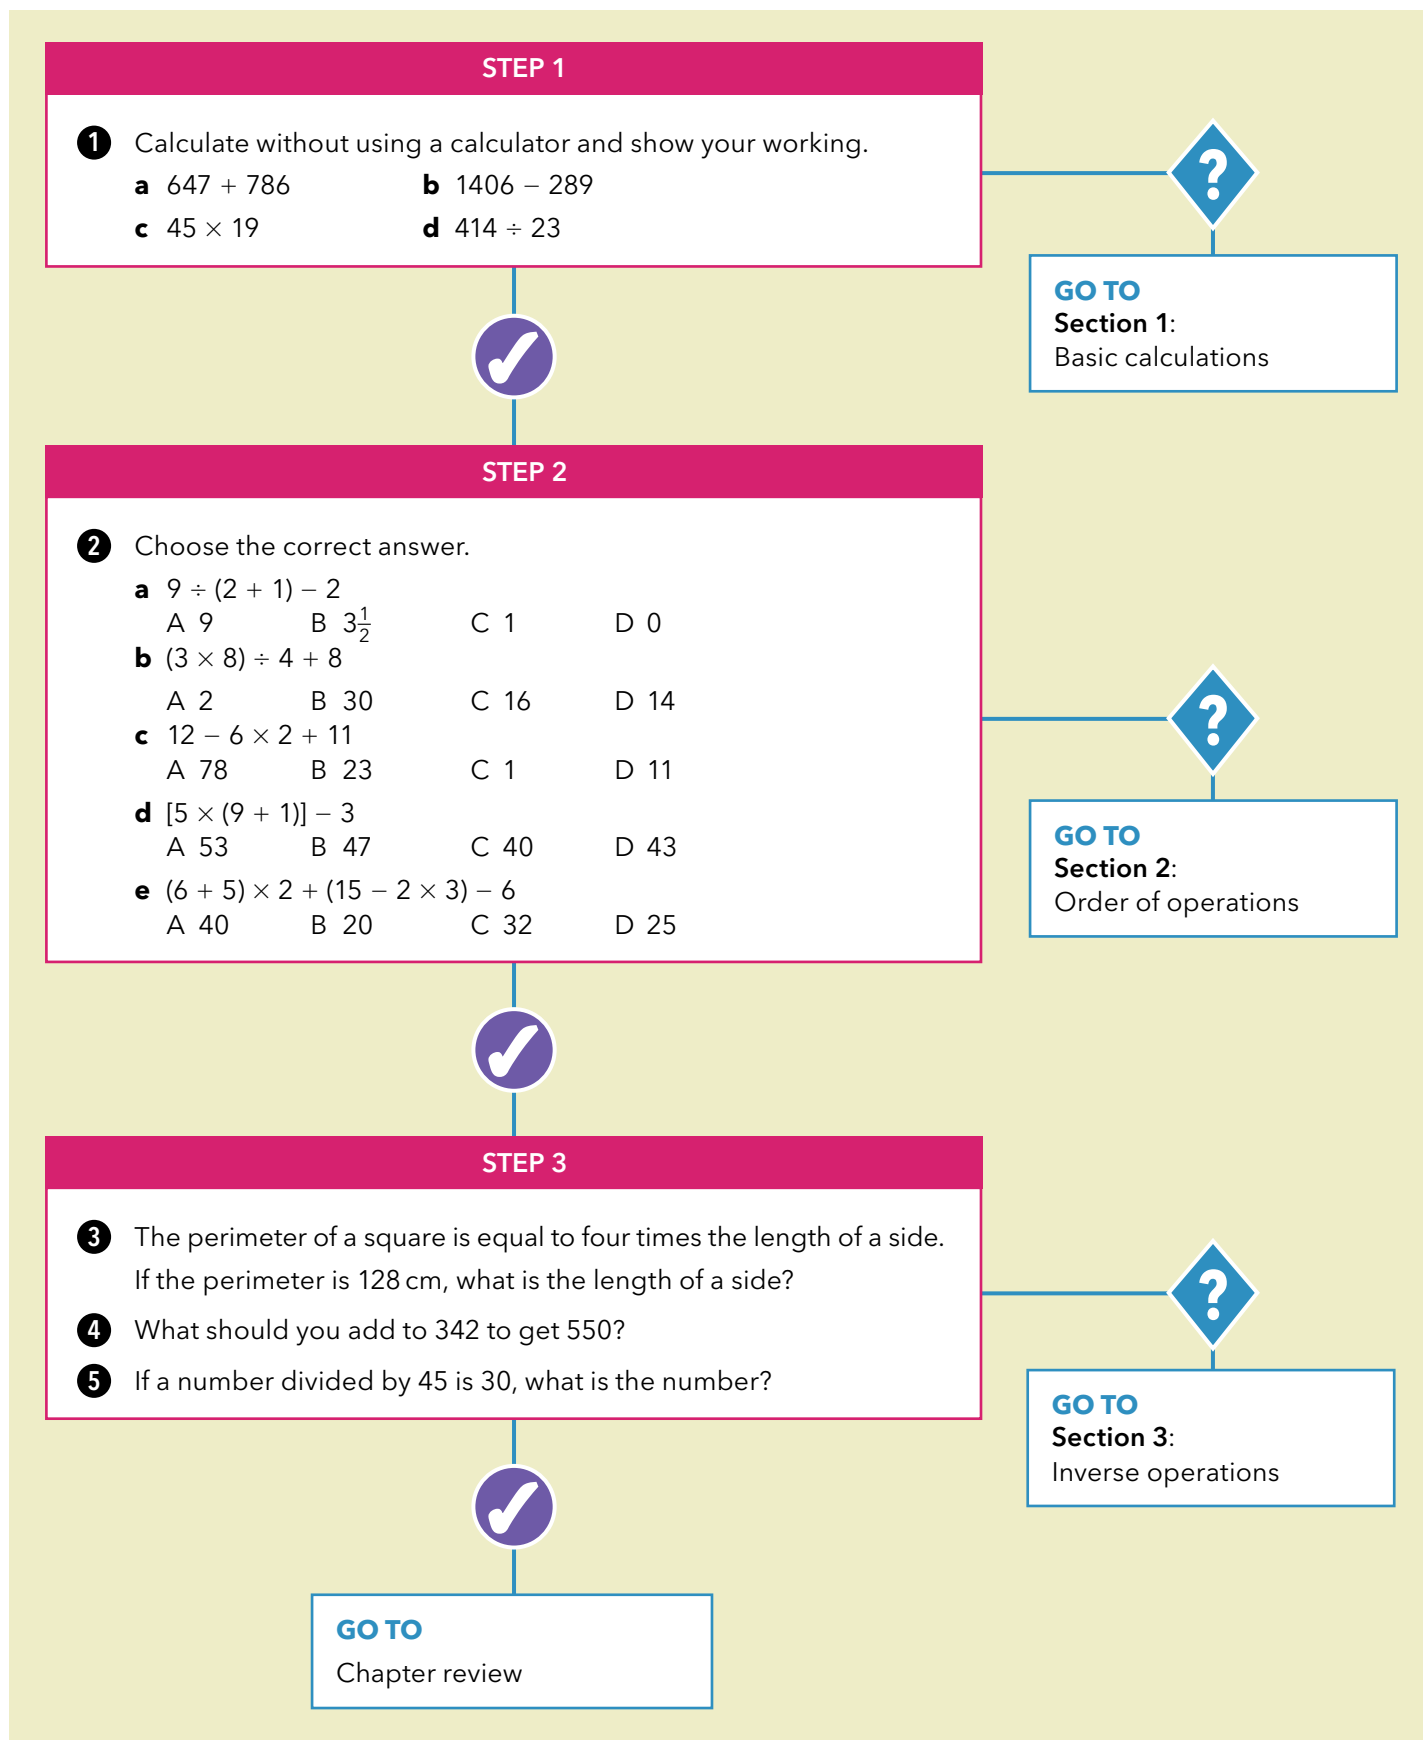 STEP 1
1 Calculate without using a calculator and show your working.
a 647 + 786 b 1406 − 289
c 45 × 19 d 414 ÷ 23
?
GO TO
Section 1:
Basic calculations
STEP 2
2 Choose the correct answer.
a 9 ÷ (2 + 1) − 2
A 9 B 3 1/2 C 1 D 0
b (3 × 8) ÷ 4 + 8
A 2 B 30 C 16 D 14
c 12 − 6 × 2 + 11
A 78 B 23 C 1 D 11
d [5 × (9 + 1)] − 3
A 53 B 47 C 40 D 43
e (6 + 5) × 2 + (15 − 2 × 3) − 6
A 40 B 20 C 32 D 25
?
GO TO
Section 2:
Order of operations
STEP 3
3 The perimeter of a square is equal to four times the length of a side.
If the perimeter is 128 cm, what is the length of a side?
4 What should you add to 342 to get 550?
5 If a number divided by 45 is 30, what is the number?
?
GO TO
Section 3:
Inverse operations
GO TO
Chapter review